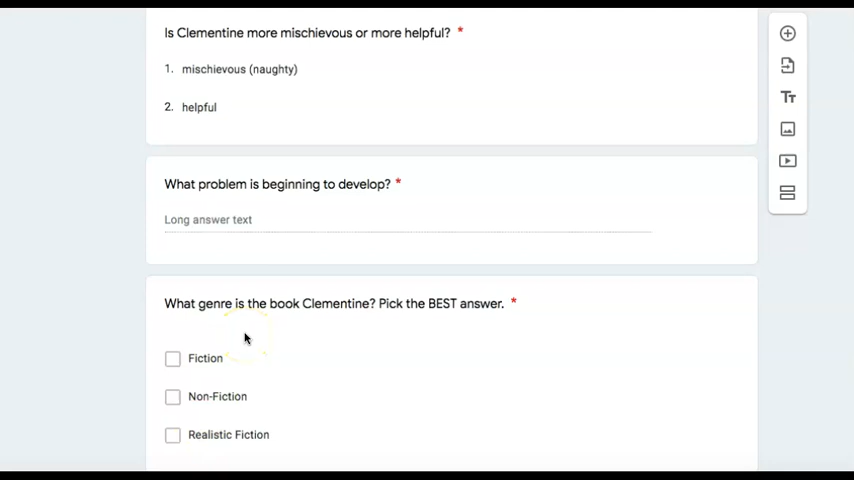 Is Clementine more mischievous or more helpful? *
1. mischievous (naughty)
2. helpful
What problem is beginning to develop? *
Long answer text
What genre is the book Clementine? Pick the BEST answer. *
Fiction
Non-Fiction
Realistic Fiction
Tт